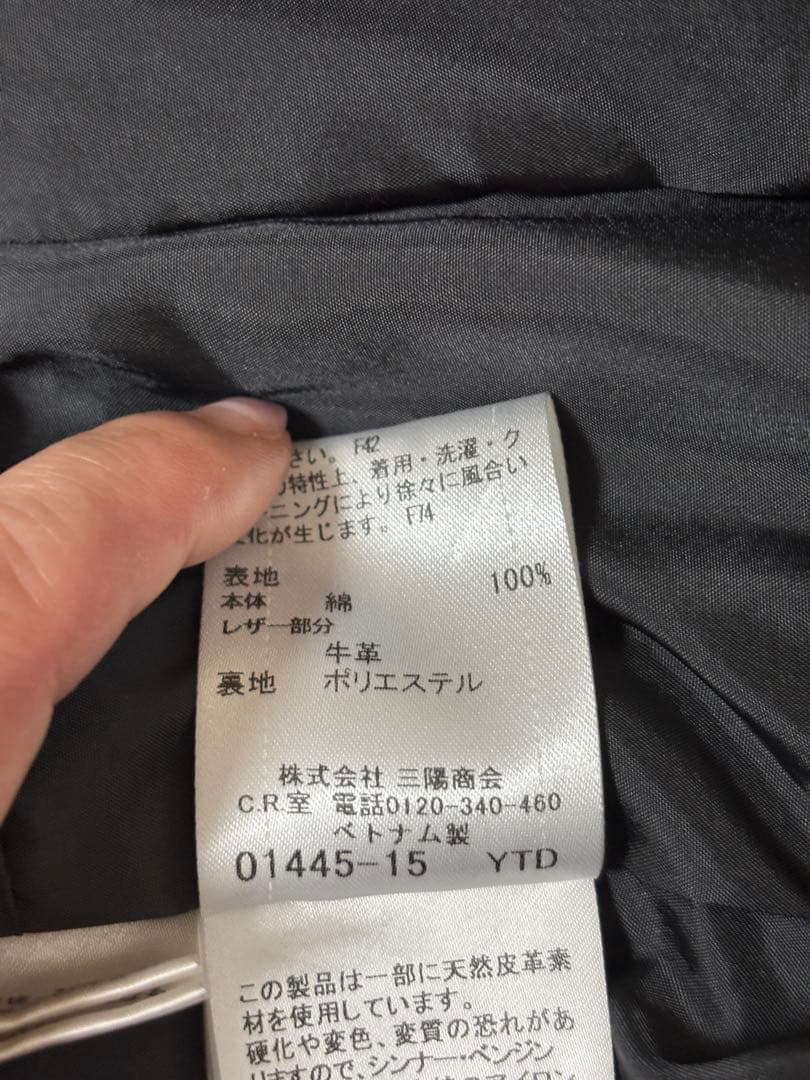 さい。 F42
の特性上、着用・洗濯・ク
ーニングにより徐々に風合い
化が生じます。 F74
表地
本体 綿 100%
レザー部分
牛革
裏地 ポリエステル
株式会社 三陽商会
C.R.室 電話0120-340-460
ベトナム製
01445-15 YTD
この製品は一部に天然皮革素
材を使用しています。
硬化や変色、変質の恐れがあ
りますので、シンナー・ベンジン